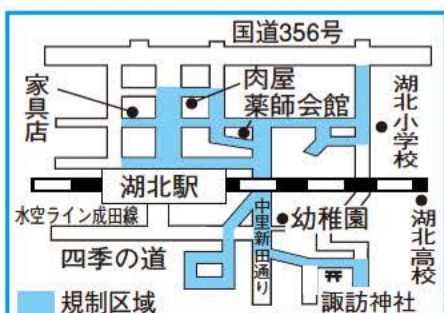 国道356号
家具店
肉屋
薬師会館
湖北小学校
湖北駅
水空ライン成田線
中里新田通り
幼稚園
湖北高校
四季の道
諏訪神社
規制区域